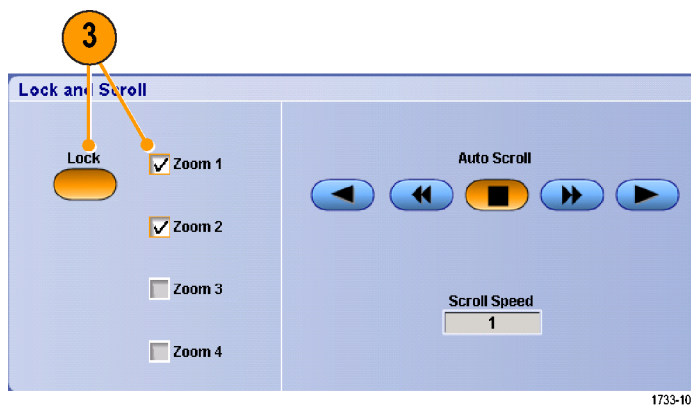 3
Lock and Scroll
Lock
Zoom 1
Zoom 2
Zoom 3
Zoom 4
Auto Scroll
Scroll Speed
1
1733-10